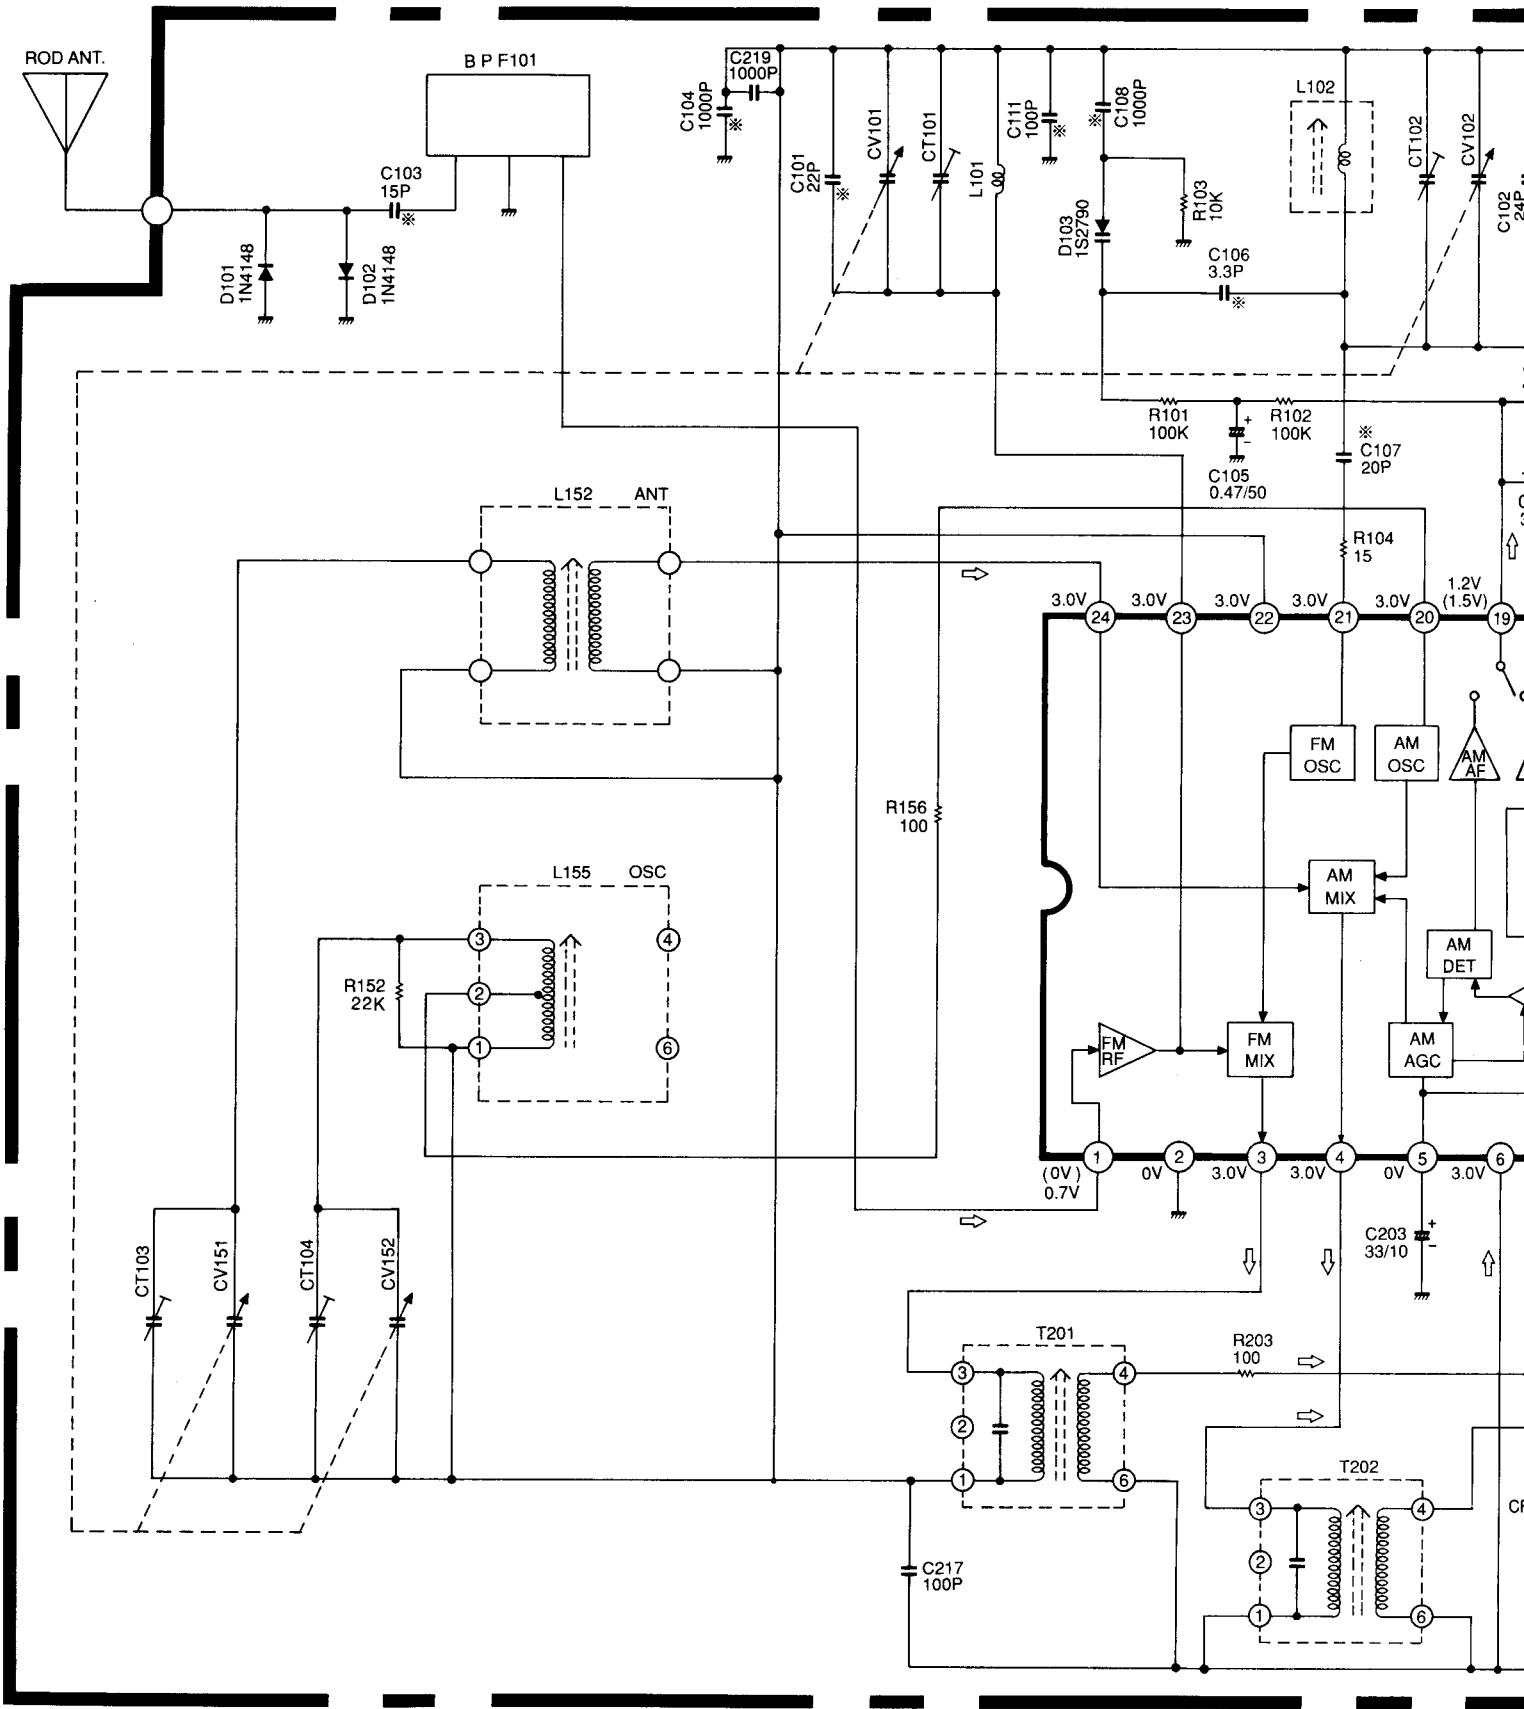 ROD ANT.
B P F101
C103
15P
※
D101
1N4148
D102
1N4148
C104
1000P
※
C219
1000P
C101
22P
※
CV101
CT101
L101
C111
100P
※
C108
1000P
※
D103
1S2790
R103
10K
C106
3.3P
※
L102
CT102
CV102
C102
24P
R101
100K
R102
100K
C105
0.47/50
+
−
※
C107
20P
R104
15
L152 ANT
3.0V
3.0V
3.0V
3.0V
3.0V
1.2V
(1.5V)
24
23
22
21
20
19
FM
OSC
AM
OSC
AM
AF
R156
100
AM
MIX
L155 OSC
3
4
2
1
6
R152
22K
AM
DET
FM
RF
FM
MIX
AM
AGC
1
2
3
4
5
6
(0V)
0.7V
0V
3.0V
3.0V
0V
3.0V
C203
33/10
+
−
CT103
CV151
CT104
CV152
T201
3
2
1
4
6
R203
100
T202
3
2
1
4
6
C217
100P